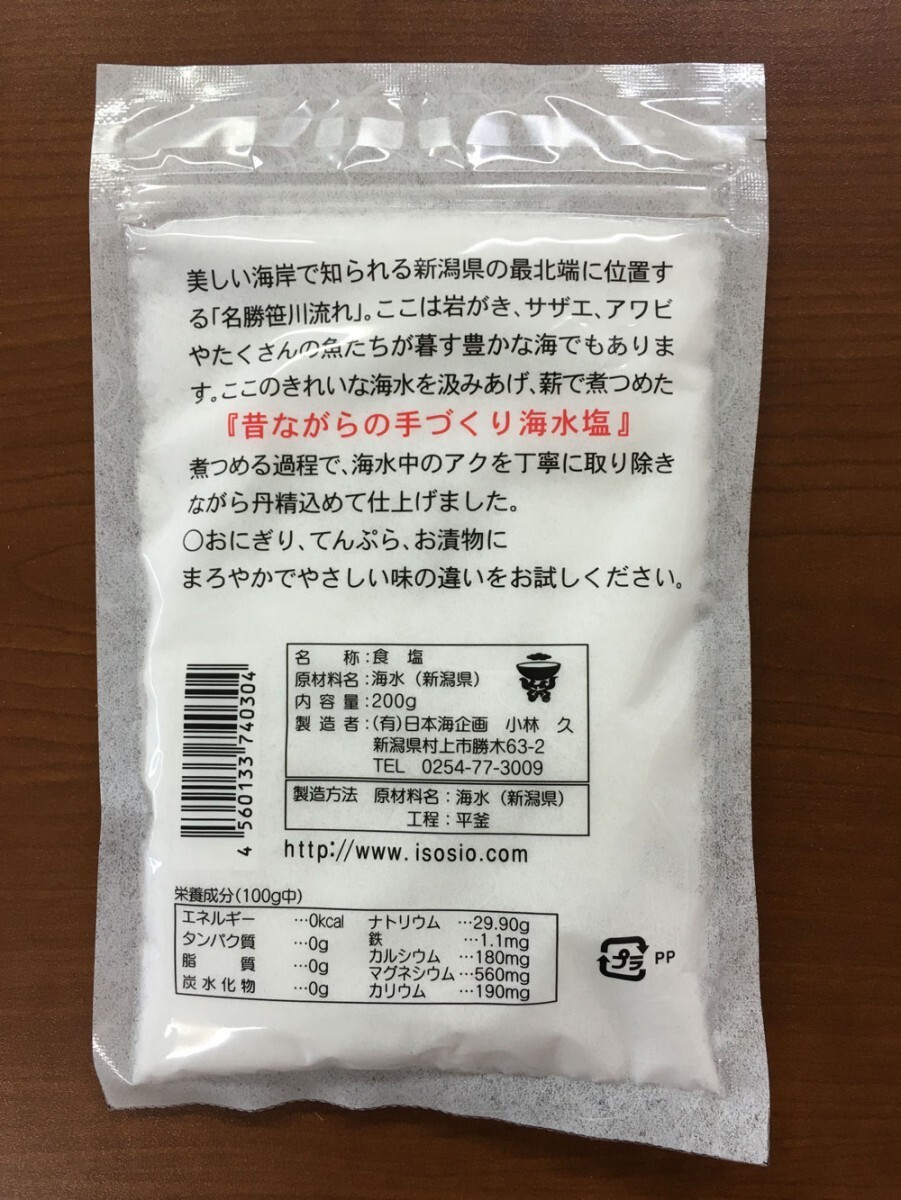 美しい海岸で知られる新潟県の最北端に位置す
る「名勝笹川流れ」。ここは岩がき、サザエ、アワビ
やたくさんの魚たちが暮す豊かな海でもありま
す。ここのきれいな海水を汲みあげ、薪で煮つめた
『昔ながらの手づくり海水塩』
煮つめる過程で、海水中のアクを丁寧に取り除き
ながら丹精込めて仕上げました。
○おにぎり、てんぷら、お漬物に
まろやかでやさしい味の違いをお試しください。
名　称:食　塩
原材料名:海水（新潟県）
内容量:200g
製造者:(有)日本海企画　小林　久
新潟県村上市勝木63-2
TEL　0254-77-3009
製造方法　原材料名：海水（新潟県）
工程：平釜
4 560133 740304
http://www.isosio.com
栄養成分(100g中)
エネルギー …0kcal ナトリウム …29.90g
タンパク質 …0g 鉄 …1.1mg
脂　質 …0g カルシウム …180mg
炭水化物 …0g マグネシウム…560mg
カリウム …190mg
プラ PP